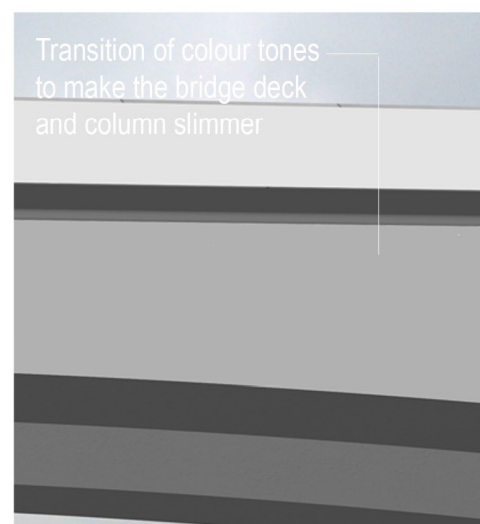 Transition of colour tones
to make the bridge deck
and column slimmer